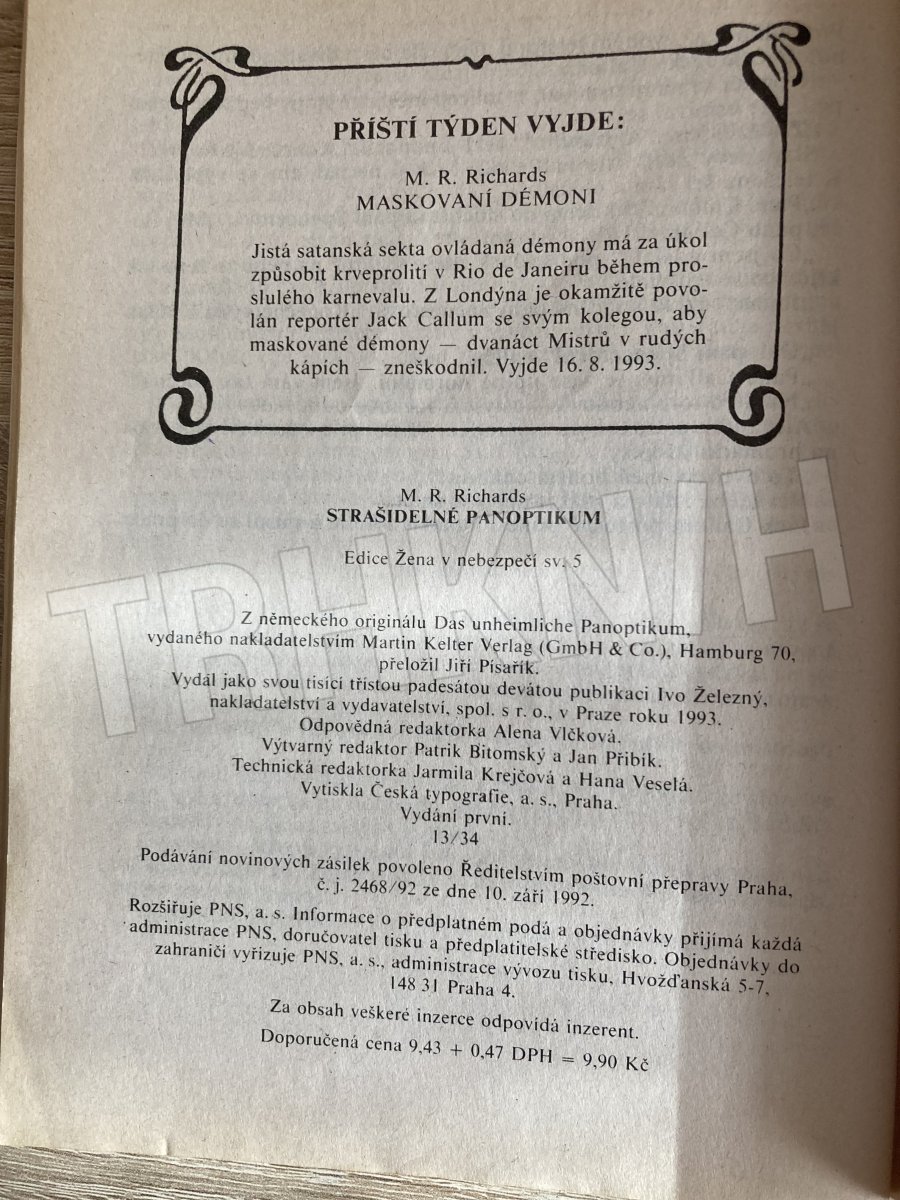 PŘÍŠTÍ TÝDEN VYJDE:
M. R. Richards
MASKOVANÍ DÉMONI
Jistá satanská sekta ovládaná démony má za úkol
způsobit krveprolití v Rio de Janeiru během pro-
slulého karnevalu. Z Londýna je okamžitě povo-
lán reportér Jack Callum se svým kolegou, aby
maskované démony — dvanáct Mistrů v rudých
kápích — zneškodnil. Vyjde 16. 8. 1993.
M. R. Richards
STRAŠIDELNÉ PANOPTIKUM
Edice Žena v nebezpečí sv. 5
Z německého originálu Das unheimliche Panoptikum,
vydaného nakladatelstvím Martin Kelter Verlag (GmbH & Co.), Hamburg 70,
přeložil Jiří Písařík.
Vydal jako svou tisící třístou padesátou devátou publikaci Ivo Železný,
nakladatelství a vydavatelství, spol. s r. o., v Praze roku 1993.
Odpovědná redaktorka Alena Vlčková.
Výtvarný redaktor Patrik Bitomský a Jan Přibík.
Technická redaktorka Jarmila Krejčová a Hana Veselá.
Vytiskla Česká typografie, a. s., Praha.
Vydání první.
13/34
Podávání novinových zásilek povoleno Ředitelstvím poštovní přepravy Praha,
č. j. 2468/92 ze dne 10. září 1992.
Rozšiřuje PNS, a. s. Informace o předplatném podá a objednávky přijímá každá
administrace PNS, doručovatel tisku a předplatitelské středisko. Objednávky do
zahraničí vyřizuje PNS, a. s., administrace vývozu tisku, Hvožďanská 5-7,
148 31 Praha 4.
Za obsah veškeré inzerce odpovídá inzerent.
Doporučená cena 9,43 + 0,47 DPH = 9,90 Kč
TRHKNIH